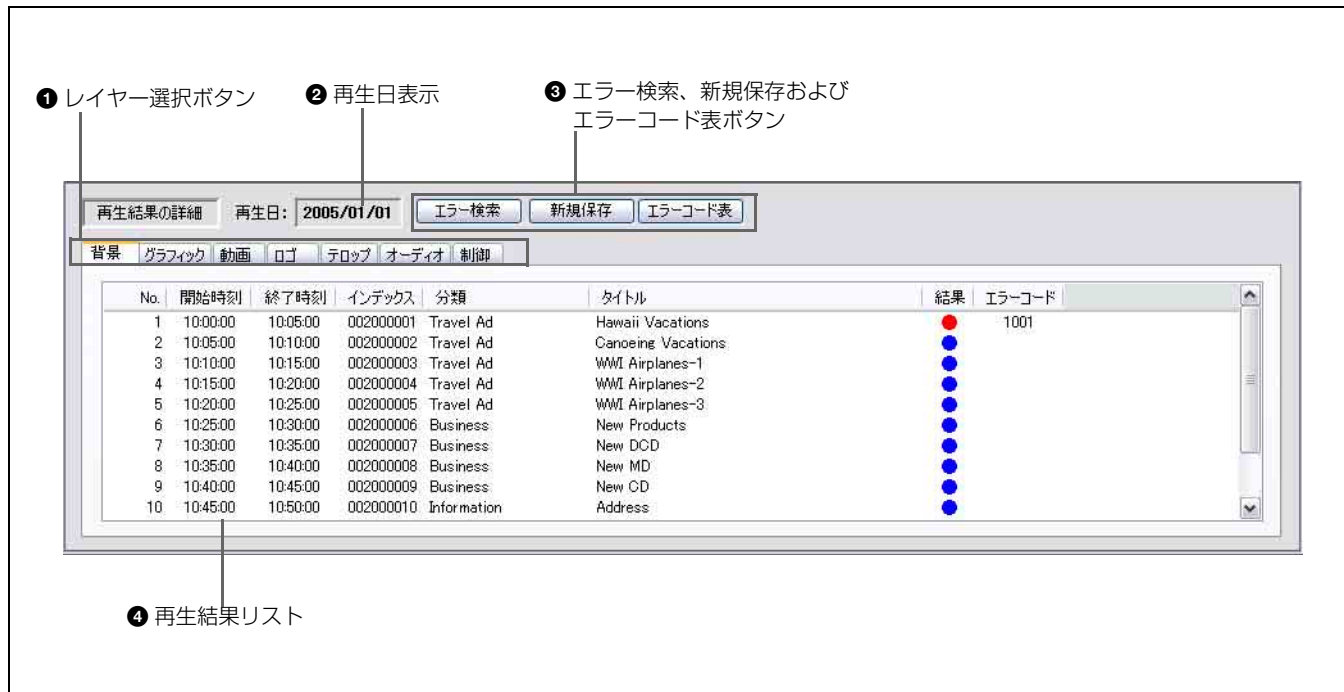 ❶ レイヤー選択ボタン
❷ 再生日表示
❸ エラー検索、新規保存および
エラーコード表ボタン
再生結果の詳細 再生日: 2005/01/01 エラー検索 新規保存 エラーコード表
背景 グラフィック 動画 ロゴ テロップ オーディオ 制御
No. 開始時刻 終了時刻 インデックス 分類 タイトル 結果 エラーコード
1 10:00:00 10:05:00 002000001 Travel Ad Hawaii Vacations 1001
2 10:05:00 10:10:00 002000002 Travel Ad Canoeing Vacations
3 10:10:00 10:15:00 002000003 Travel Ad WWI Airplanes-1
4 10:15:00 10:20:00 002000004 Travel Ad WWI Airplanes-2
5 10:20:00 10:25:00 002000005 Travel Ad WWI Airplanes-3
6 10:25:00 10:30:00 002000006 Business New Products
7 10:30:00 10:35:00 002000007 Business New DCD
8 10:35:00 10:40:00 002000008 Business New MD
9 10:40:00 10:45:00 002000009 Business New CD
10 10:45:00 10:50:00 002000010 Information Address
❹ 再生結果リスト